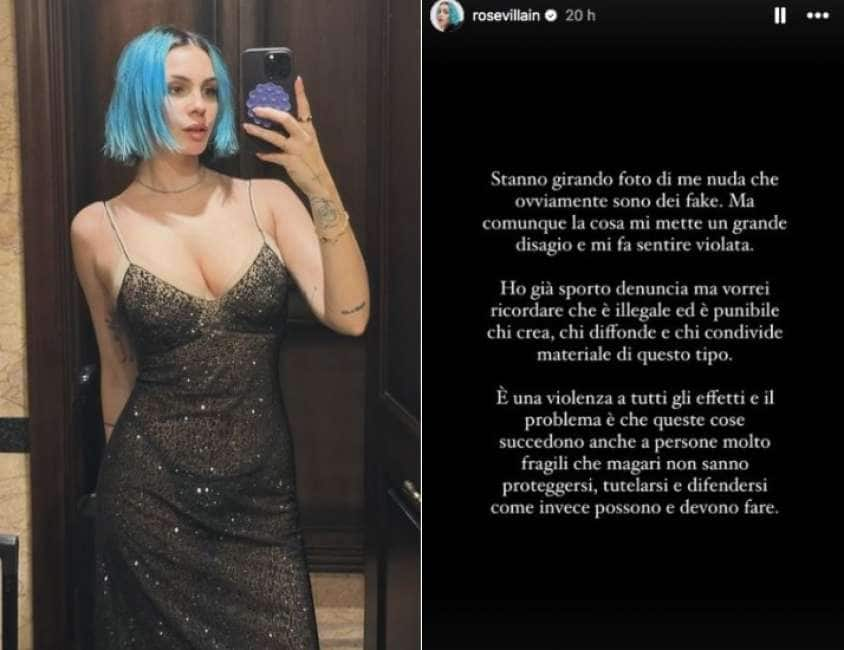 rosevillain 20 h
Stanno girando foto di me nuda che
ovviamente sono dei fake. Ma
comunque la cosa mi mette un grande
disagio e mi fa sentire violata.
Ho già sporto denuncia ma vorrei
ricordare che è illegale ed è punibile
chi crea, chi diffonde e chi condivide
materiale di questo tipo.
È una violenza a tutti gli effetti e il
problema è che queste cose
succedono anche a persone molto
fragili che magari non sanno
proteggersi, tutelarsi e difendersi
come invece possono e devono fare.